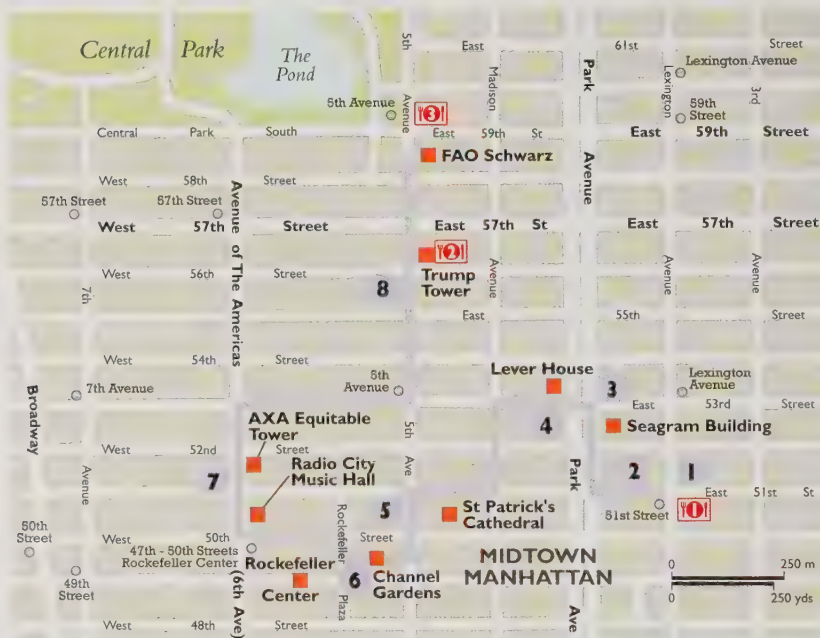 Central Park
The
Pond
5th
Avenue
East 61st Street
Madison
Park
Avenue
Lexington
Lexington Avenue
3rd
59th
Street
5th Avenue
3
Central Park South
East 59th St
East 59th Street
FAO Schwarz
West 58th Street
57th Street
57th Street
Avenue of The Americas
West 57th Street
East 57th St
East 57th Street
2
Trump
Tower
Avenue
Avenue
Avenue
West 56th Street
8
7th
East 55th Street
West 54th Street
Lever House
5th
Avenue
3
Lexington
Avenue
7th Avenue
Broadway
East 53rd Street
AXA Equitable
Tower
5th
Ave
4
Seagram Building
West 52nd Street
Radio City
Music Hall
7
Avenue
Park
2
1
East 51st St
51st Street
1
Rockefeller
Plaza
5
St Patrick's
Cathedral
50th
Street
West 50th Street
47th - 50th Streets
Rockefeller Center
Rockefeller
Center
6
Channel
Gardens
MIDTOWN
MANHATTAN
0 250 m
0 250 yds
49th
Street
(6th Ave)
Ave
West 48th Street